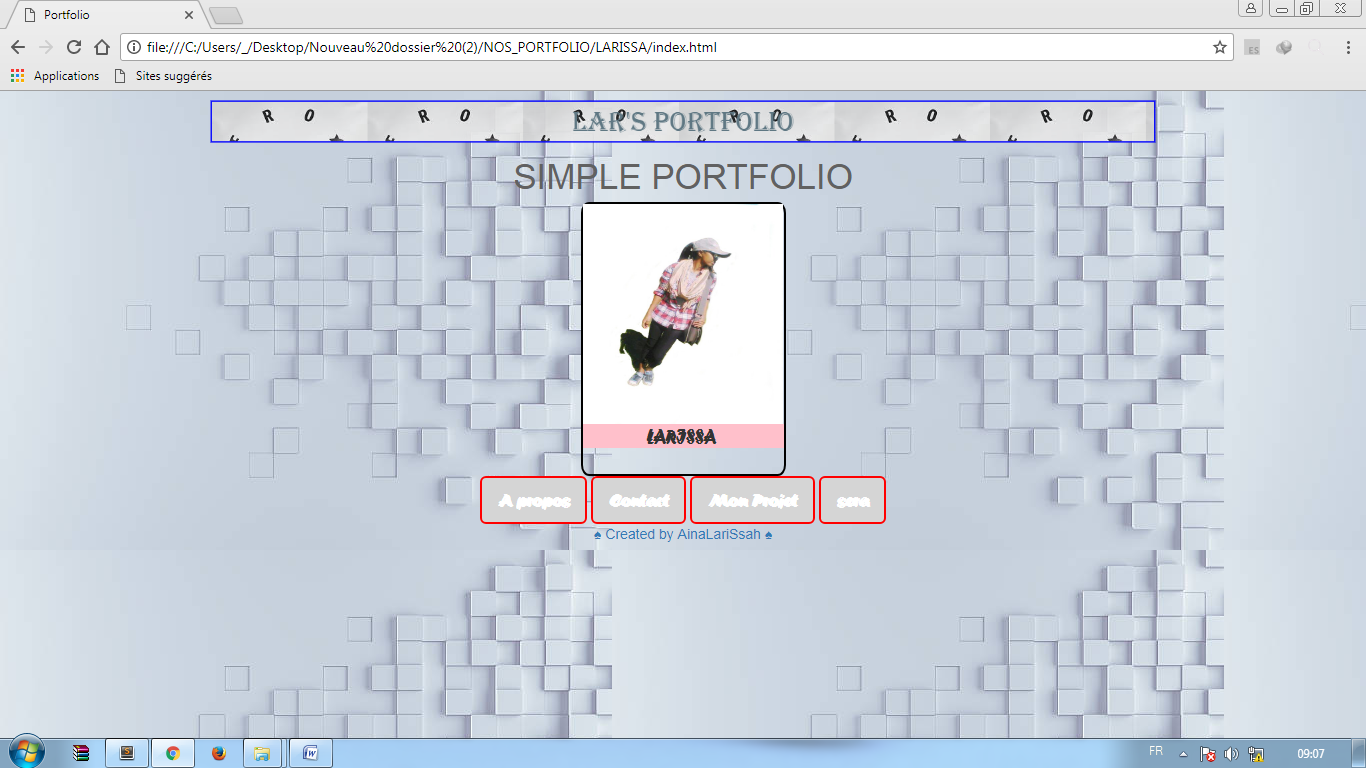 Portfolio
file:///C:/Users/_/Desktop/Nouveau%20dossier%20(2)/NOS_PORTFOLIO/LARISSA/index.html
ES
Applications Sites suggérés
R O R O R O R O R O R O
LAR'S PORTFOLIO
SIMPLE PORTFOLIO
A propos Contact Mon Projet sera
♠ Created by AinaLariSsah ♠
FR 09:07